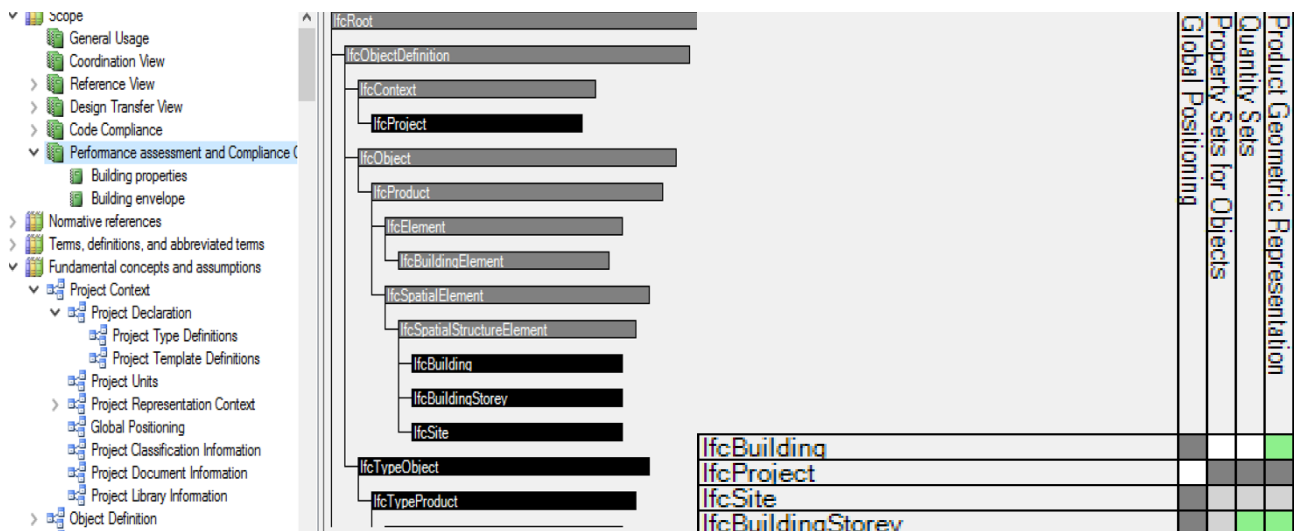 Scope
General Usage
Coordination View
Reference View
Design Transfer View
Code Compliance
Performance assessment and Compliance C
Building properties
Building envelope
Normative references
Terms, definitions, and abbreviated terms
Fundamental concepts and assumptions
Project Context
Project Declaration
Project Type Definitions
Project Template Definitions
Project Units
Project Representation Context
Global Positioning
Project Classification Information
Project Document Information
Project Library Information
Object Definition
IfcRoot
IfcObjectDefinition
IfcContext
IfcProject
IfcObject
IfcProduct
IfcElement
IfcBuildingElement
IfcSpatialElement
IfcSpatialStructureElement
IfcBuilding
IfcBuildingStorey
IfcSite
IfcTypeObject
IfcTypeProduct
Global Positioning
Property Sets for Objects
Quantity Sets
Product Geometric Representation
IfcBuilding
IfcProject
IfcSite
IfcBuildingStorey